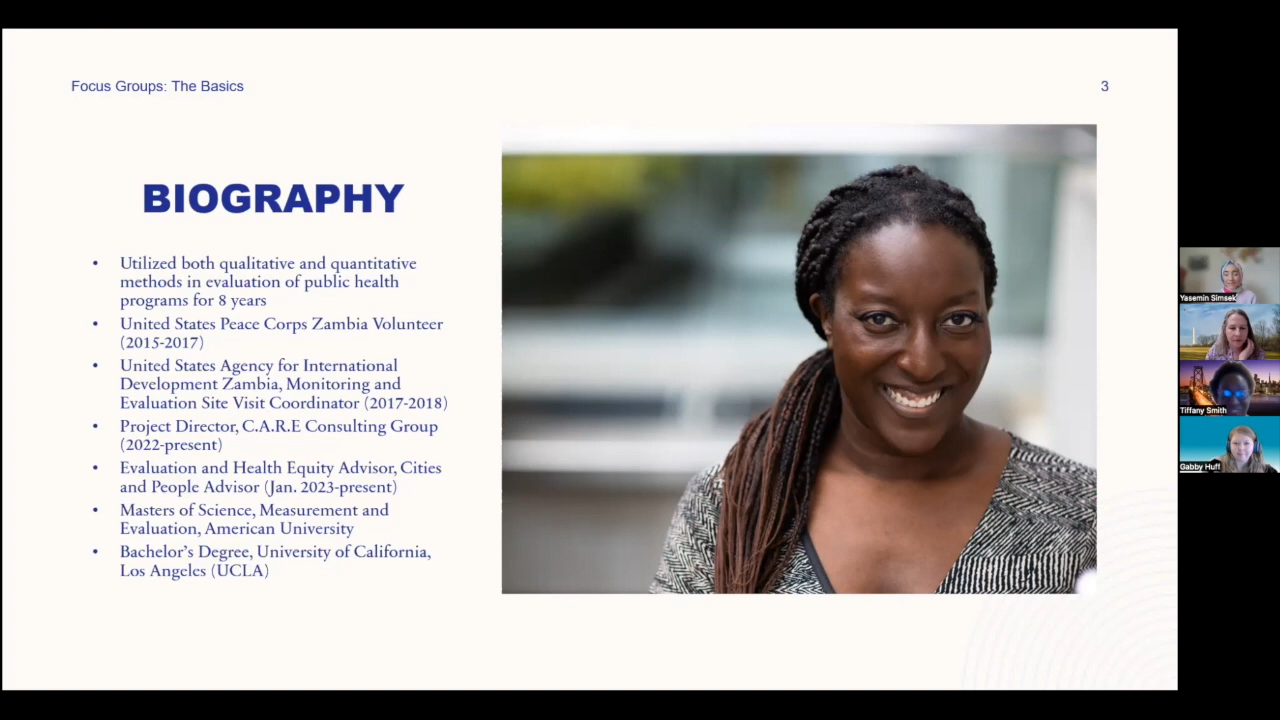 Focus Groups: The Basics
3
BIOGRAPHY
• Utilized both qualitative and quantitative
methods in evaluation of public health
programs for 8 years
• United States Peace Corps Zambia Volunteer
(2015-2017)
• United States Agency for International
Development Zambia, Monitoring and
Evaluation Site Visit Coordinator (2017-2018)
• Project Director, C.A.R.E Consulting Group
(2022-present)
• Evaluation and Health Equity Advisor, Cities
and People Advisor (Jan. 2023-present)
• Masters of Science, Measurement and
Evaluation, American University
• Bachelor’s Degree, University of California,
Los Angeles (UCLA)
Yasemin Simsek
Tiffany Smith
Gabby Huff